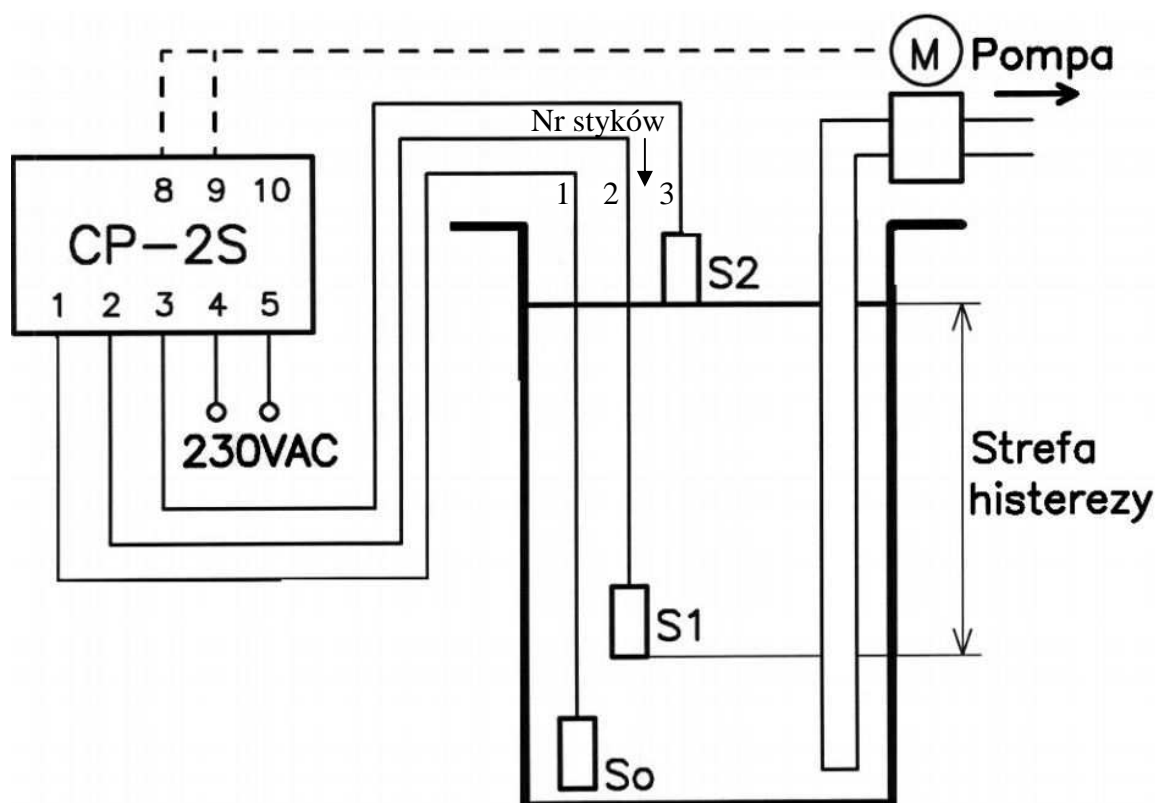 M Pompa
Nr styków
1 2 3
8 9 10
CP-2S
1 2 3 4 5
230VAC
S2
Strefa
histerezy
S1
So